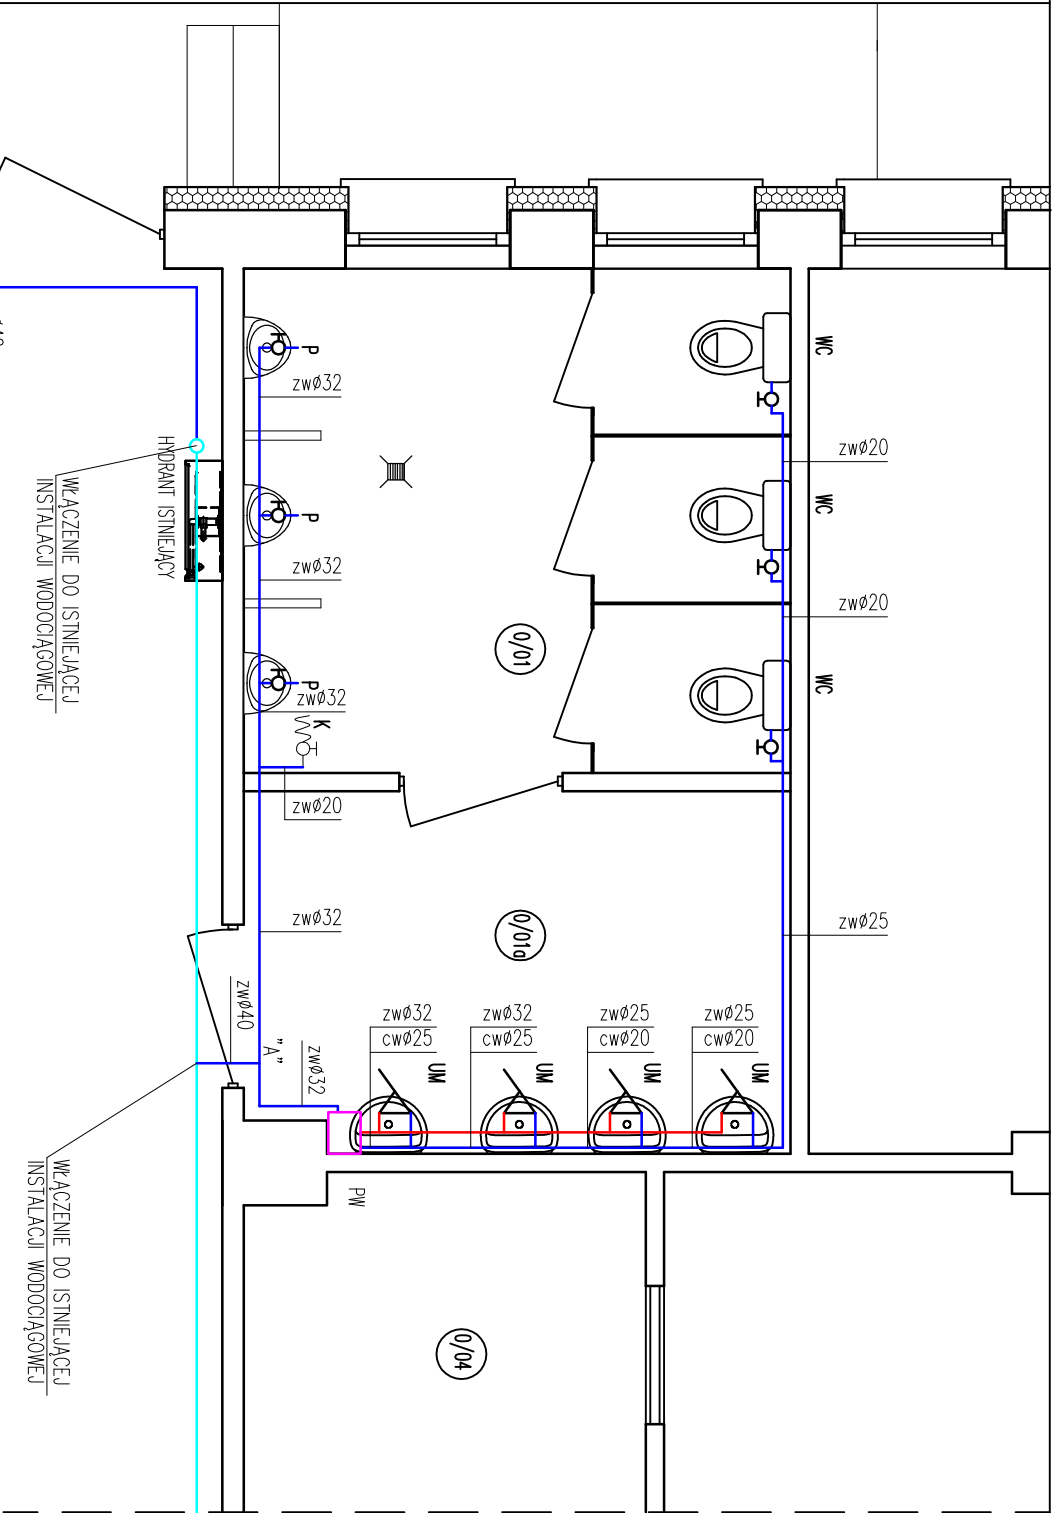 WC
WC
WC
zwø20
zwø20
zwø25
P
P
P
zwø32
zwø32
zwø32
K
zwø20
zwø32
0/01
0/01a
HYDRANT ISTNIEJĄCY
WŁĄCZENIE DO ISTNIEJĄCEJ
INSTALACJI WODOCIĄGOWEJ
zwø40
"A"
zwø32
zwø32
cwø25
zwø32
cwø25
zwø25
cwø20
zwø25
cwø20
UM
UM
UM
UM
PW
0/04
WŁĄCZENIE DO ISTNIEJĄCEJ
INSTALACJI WODOCIĄGOWEJ